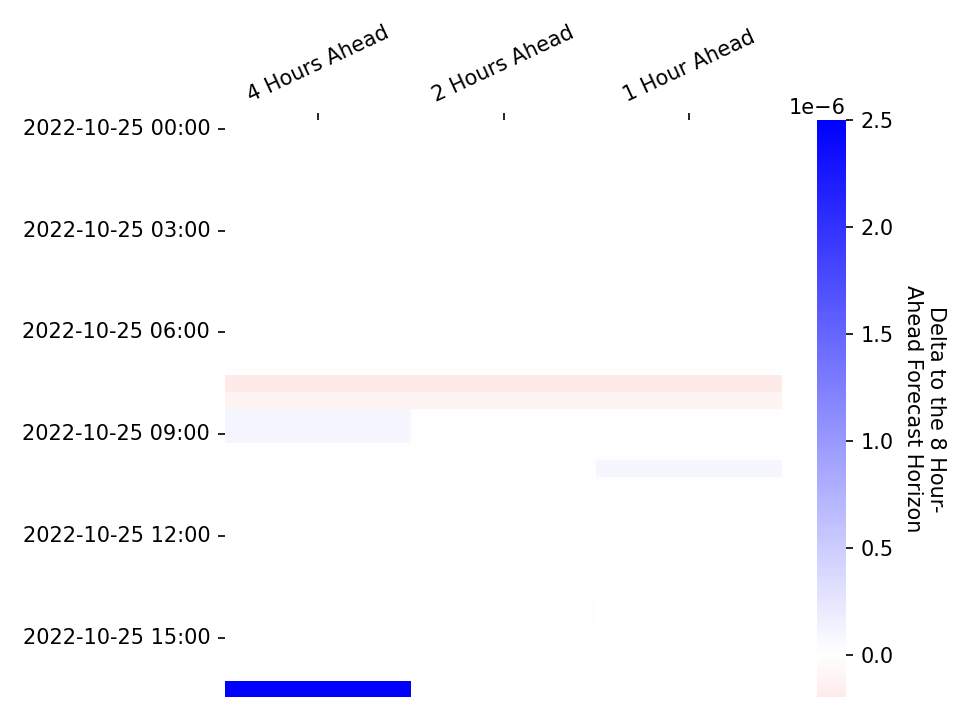 4 Hours Ahead
2 Hours Ahead
1 Hour Ahead
1e−6
2022-10-25 00:00
2022-10-25 03:00
2022-10-25 06:00
2022-10-25 09:00
2022-10-25 12:00
2022-10-25 15:00
2.5
2.0
1.5
1.0
0.5
0.0
Delta to the 8 Hour-
Ahead Forecast Horizon